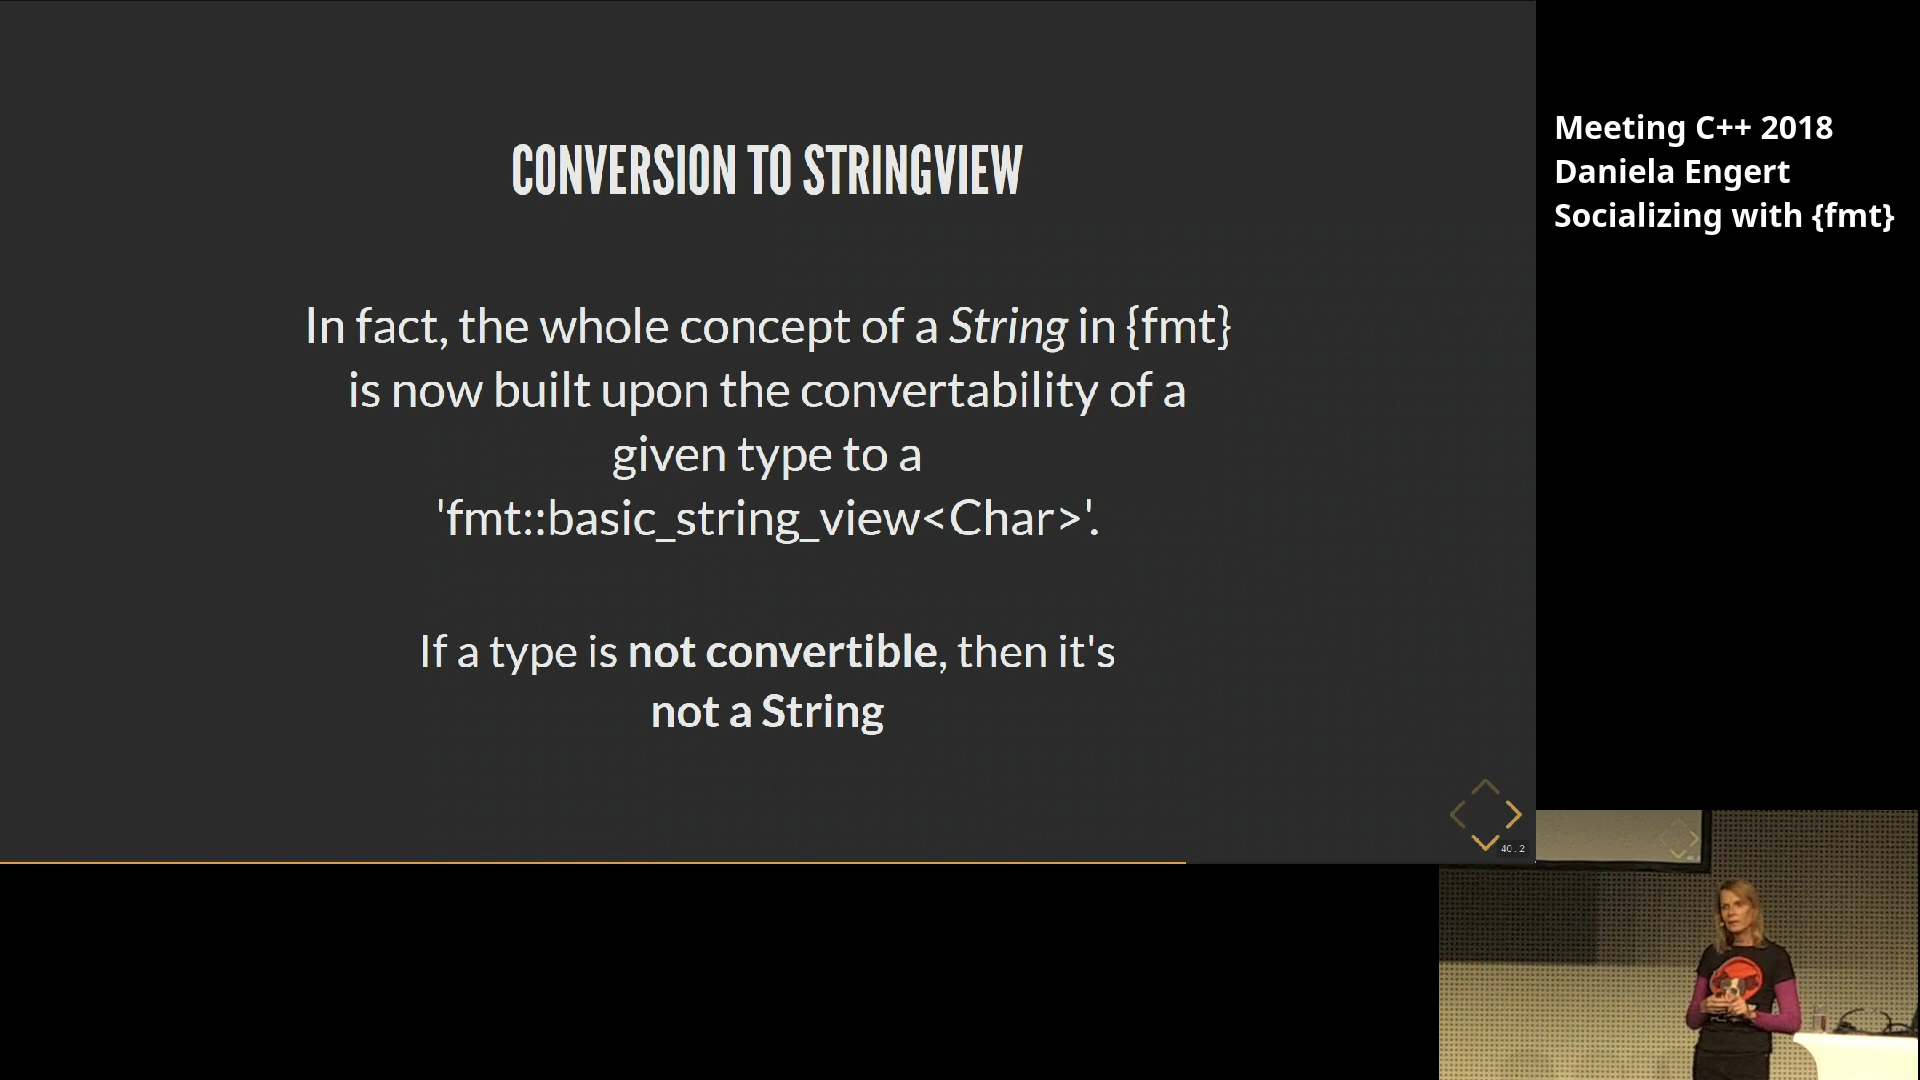 CONVERSION TO STRINGVIEW
In fact, the whole concept of a String in {fmt}
is now built upon the convertability of a
given type to a
'fmt::basic_string_view<Char>'.
If a type is not convertible, then it's
not a String
40.2
Meeting C++ 2018
Daniela Engert
Socializing with {fmt}